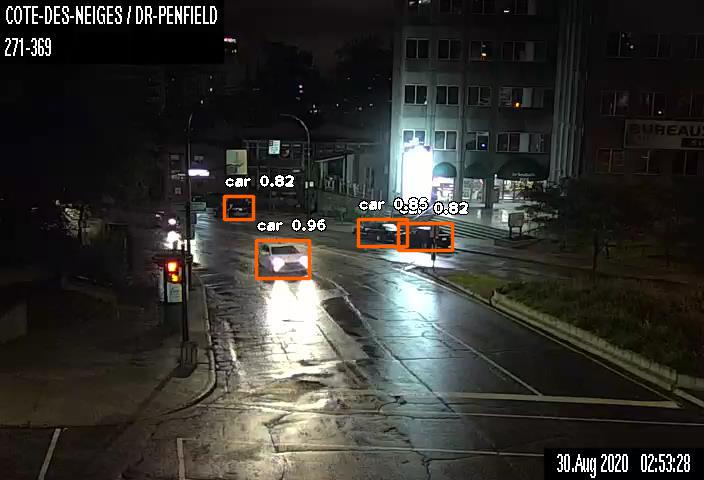 COTE-DES-NEIGES / DR-PENFIELD
271-369
car 0.82
car 0.85
car 0.82
car 0.96
BUREAUX
30.Aug 2020 02:53:28